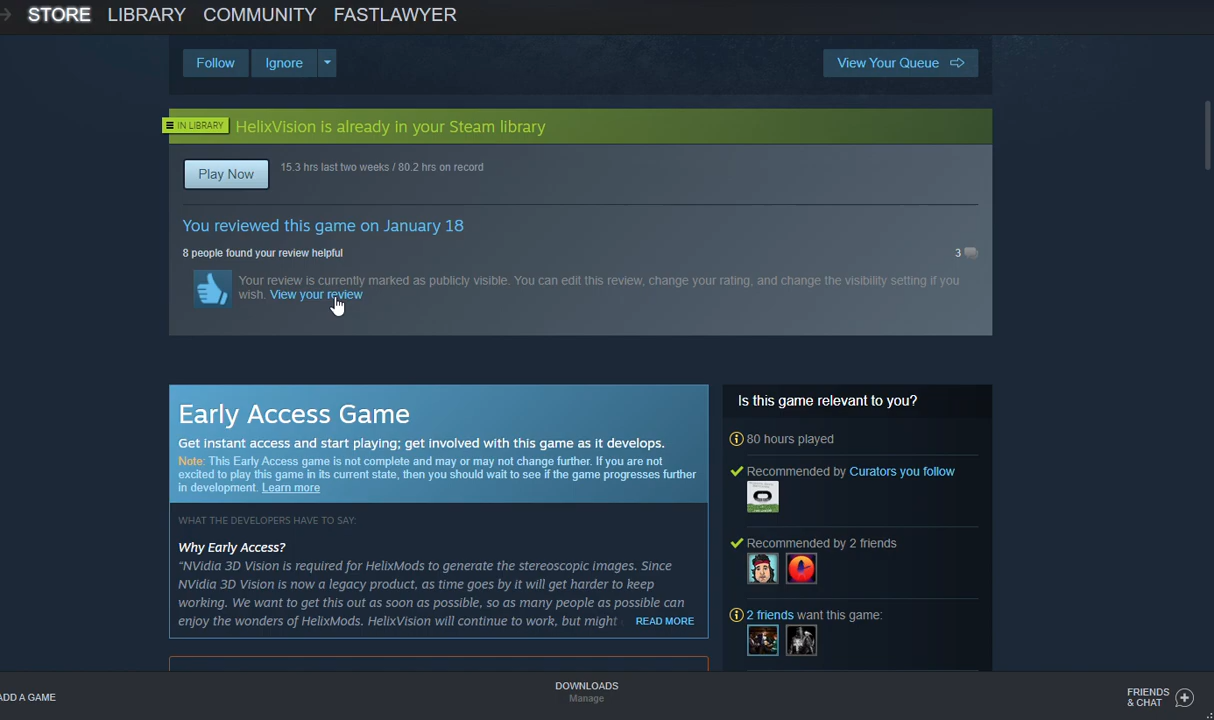 STORE LIBRARY COMMUNITY FASTLAWYER
Follow Ignore View Your Queue
IN LIBRARY HelixVision is already in your Steam library
Play Now 15.3 hrs last two weeks / 80.2 hrs on record
You reviewed this game on January 18
8 people found your review helpful 3
Your review is currently marked as publicly visible. You can edit this review, change your rating, and change the visibility setting if you
wish. View your review
Early Access Game
Get instant access and start playing; get involved with this game as it develops.
Note: This Early Access game is not complete and may or may not change further. If you are not
excited to play this game in its current state, then you should wait to see if the game progresses further
in development. Learn more
WHAT THE DEVELOPERS HAVE TO SAY:
Why Early Access?
“NVidia 3D Vision is required for HelixMods to generate the stereoscopic images. Since
NVidia 3D Vision is now a legacy product, as time goes by it will get harder to keep
working. We want to get this out as soon as possible, so as many people as possible can
enjoy the wonders of HelixMods. HelixVision will continue to work, but might READ MORE
Is this game relevant to you?
80 hours played
Recommended by Curators you follow
Recommended by 2 friends
2 friends want this game:
ADD A GAME
DOWNLOADS
Manage
FRIENDS
& CHAT